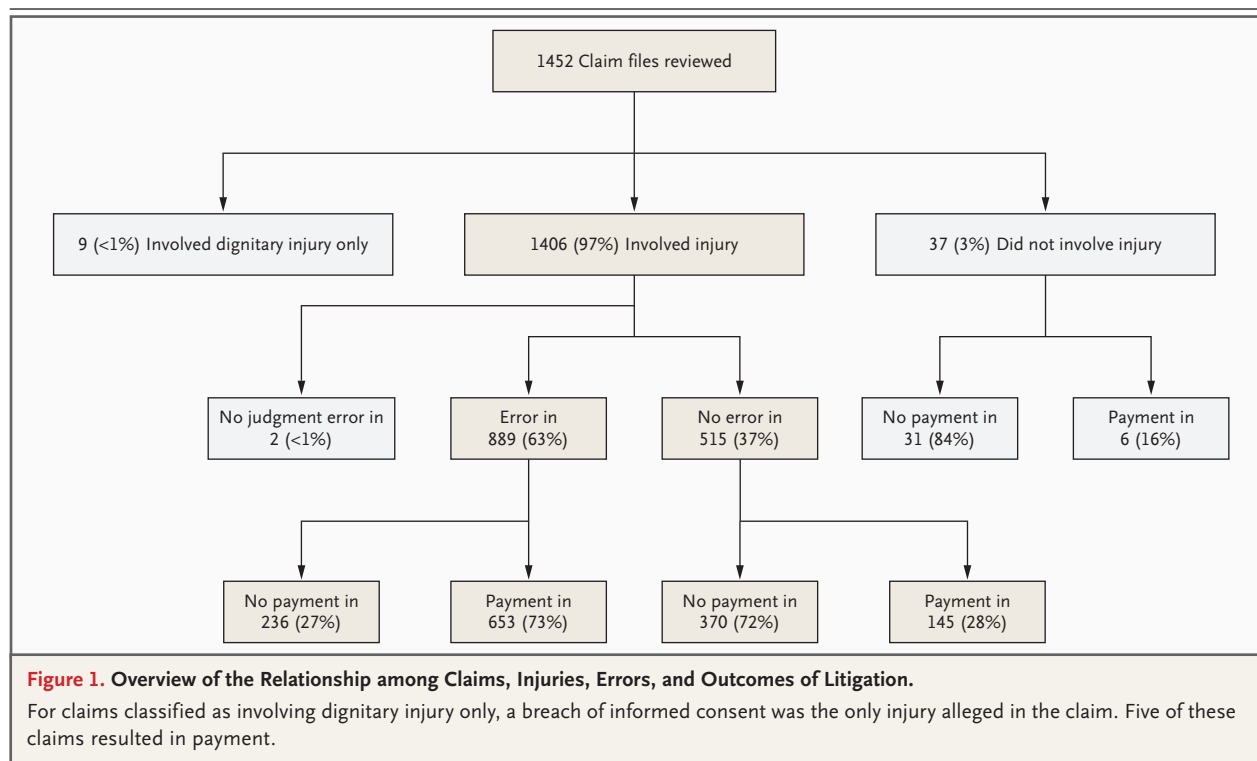 1452 Claim files reviewed
9 (<1%) Involved dignitary injury only
1406 (97%) Involved injury
37 (3%) Did not involve injury
No judgment error in
2 (<1%)
Error in
889 (63%)
No error in
515 (37%)
No payment in
31 (84%)
Payment in
6 (16%)
No payment in
236 (27%)
Payment in
653 (73%)
No payment in
370 (72%)
Payment in
145 (28%)
Figure 1. Overview of the Relationship among Claims, Injuries, Errors, and Outcomes of Litigation.
For claims classified as involving dignitary injury only, a breach of informed consent was the only injury alleged in the claim. Five of these
claims resulted in payment.